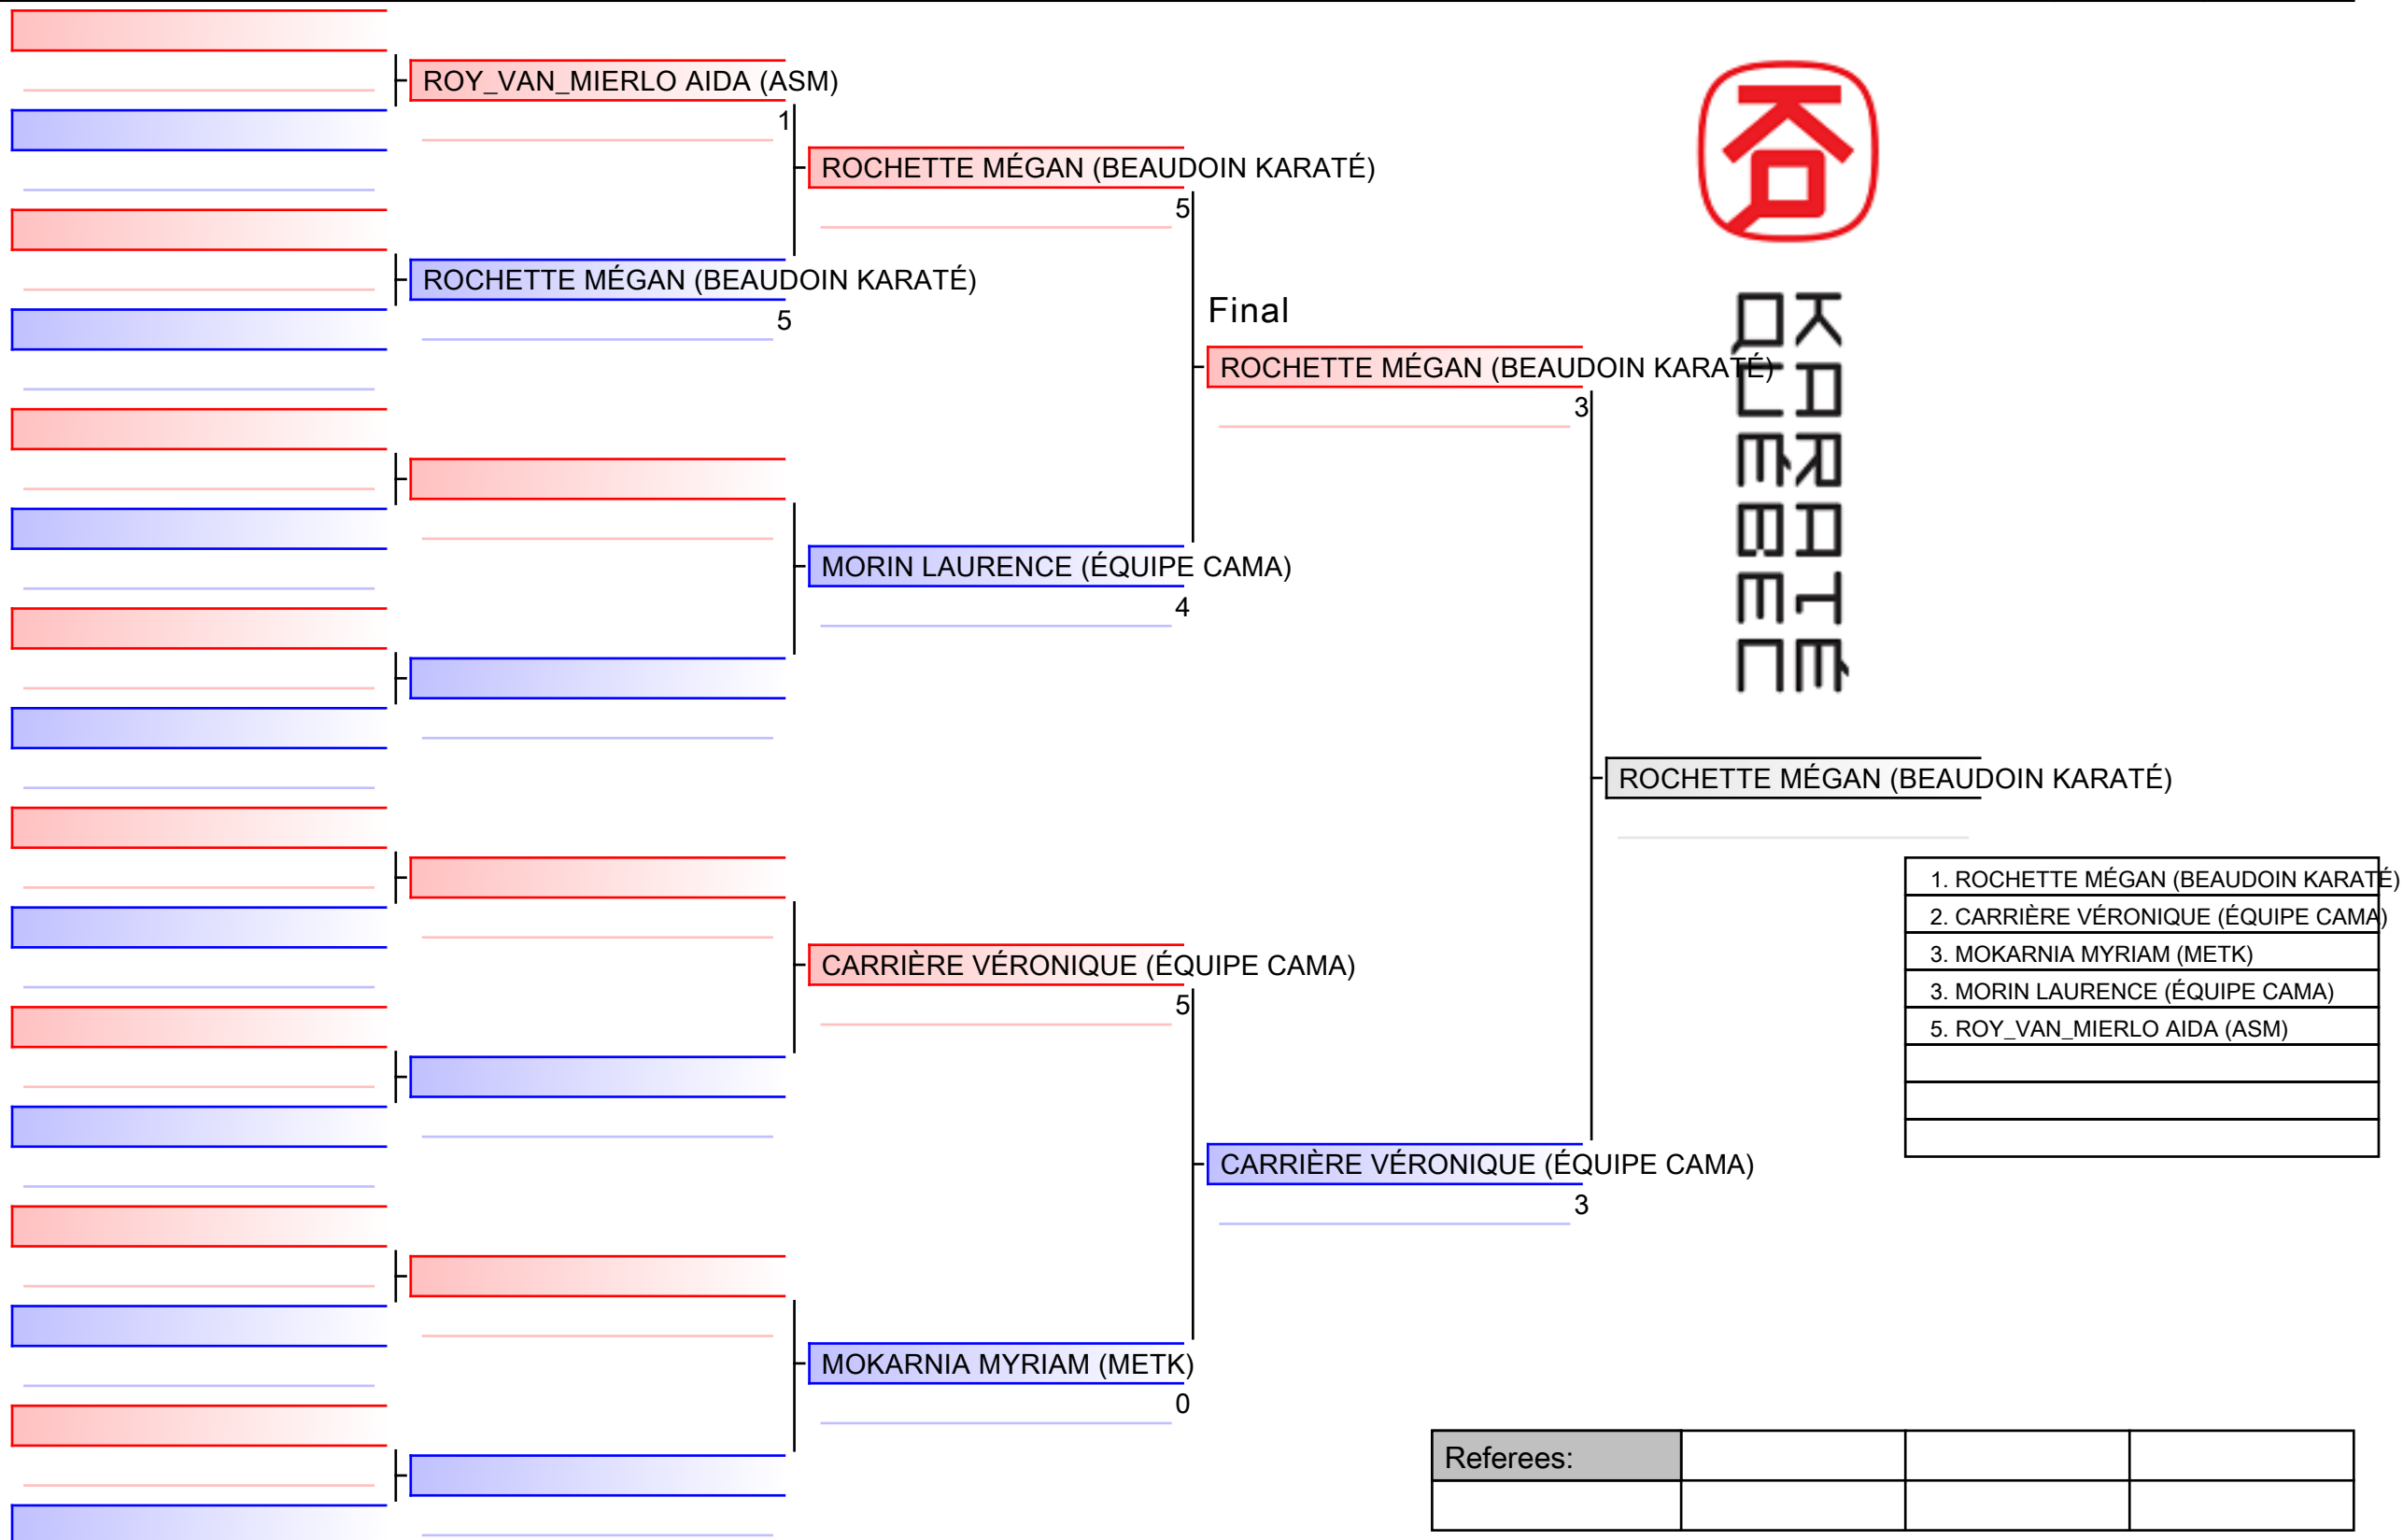 ROY_VAN_MIERLO AIDA (ASM)
1
ROCHETTE MÉGAN (BEAUDOIN KARATÉ)
5
ROCHETTE MÉGAN (BEAUDOIN KARATÉ)
5
MORIN LAURENCE (ÉQUIPE CAMA)
4
CARRIÈRE VÉRONIQUE (ÉQUIPE CAMA)
5
MOKARNIA MYRIAM (METK)
0
Final
ROCHETTE MÉGAN (BEAUDOIN KARATÉ)
3
CARRIÈRE VÉRONIQUE (ÉQUIPE CAMA)
3
KARATÉ
QUÉBEC
ROCHETTE MÉGAN (BEAUDOIN KARATÉ)
1. ROCHETTE MÉGAN (BEAUDOIN KARATÉ)
2. CARRIÈRE VÉRONIQUE (ÉQUIPE CAMA)
3. MOKARNIA MYRIAM (METK)
3. MORIN LAURENCE (ÉQUIPE CAMA)
5. ROY_VAN_MIERLO AIDA (ASM)
Referees: